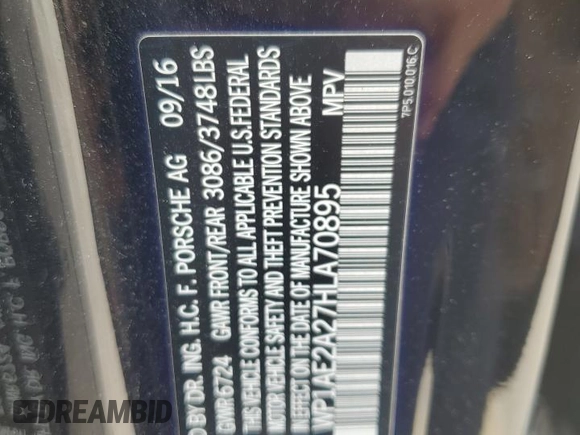 D BY DR. ING. H.C. F. PORSCHE AG 09/16
GVWR 6724 GAWR FRONT/REAR 3086/3748LBS
THIS VEHICLE CONFORMS TO ALL APPLICABLE U.S.FEDERAL
MOTOR VEHICLE SAFETY AND THEFT PREVENTION STANDARDS
IN EFFECT ON THE DATE OF MANUFACTURE SHOWN ABOVE
WP1AE2A27HLA70895 MPV
7P5.010.016.C
DREAMBID
.COM